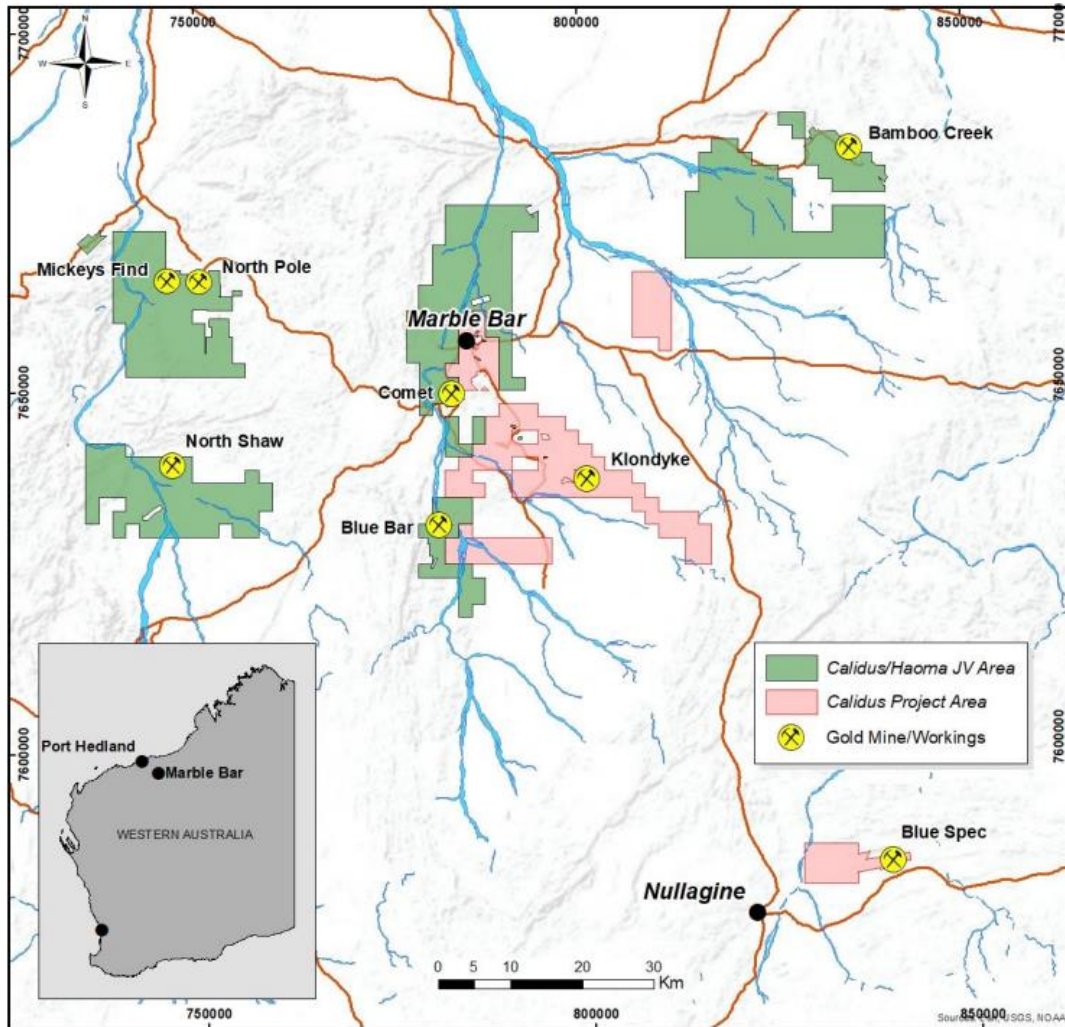 750000
800000
850000
7700000
N
W
E
S
Bamboo Creek
Mickeys Find
North Pole
Marble Bar
Comet
7650000
7650000
North Shaw
Klondyke
Blue Bar
Calidus/Haoma JV Area
Calidus Project Area
Gold Mine/Workings
Port Hedland
Marble Bar
WESTERN AUSTRALIA
7600000
7600000
Blue Spec
Nullagine
0 5 10 20 30
Km
750000
800000
850000
USGS, NOAA